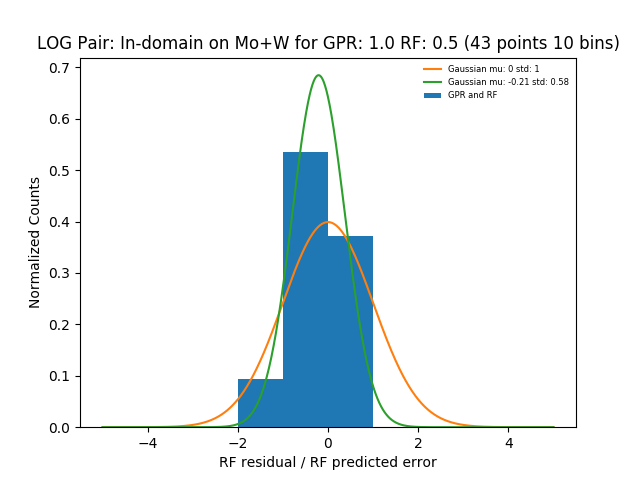 LOG Pair: In-domain on Mo+W for GPR: 1.0 RF: 0.5 (43 points 10 bins)
Gaussian mu: 0 std: 1
Gaussian mu: -0.21 std: 0.58
GPR and RF
Normalized Counts
0.7
0.6
0.5
0.4
0.3
0.2
0.1
0.0
−4
−2
0
2
4
RF residual / RF predicted error